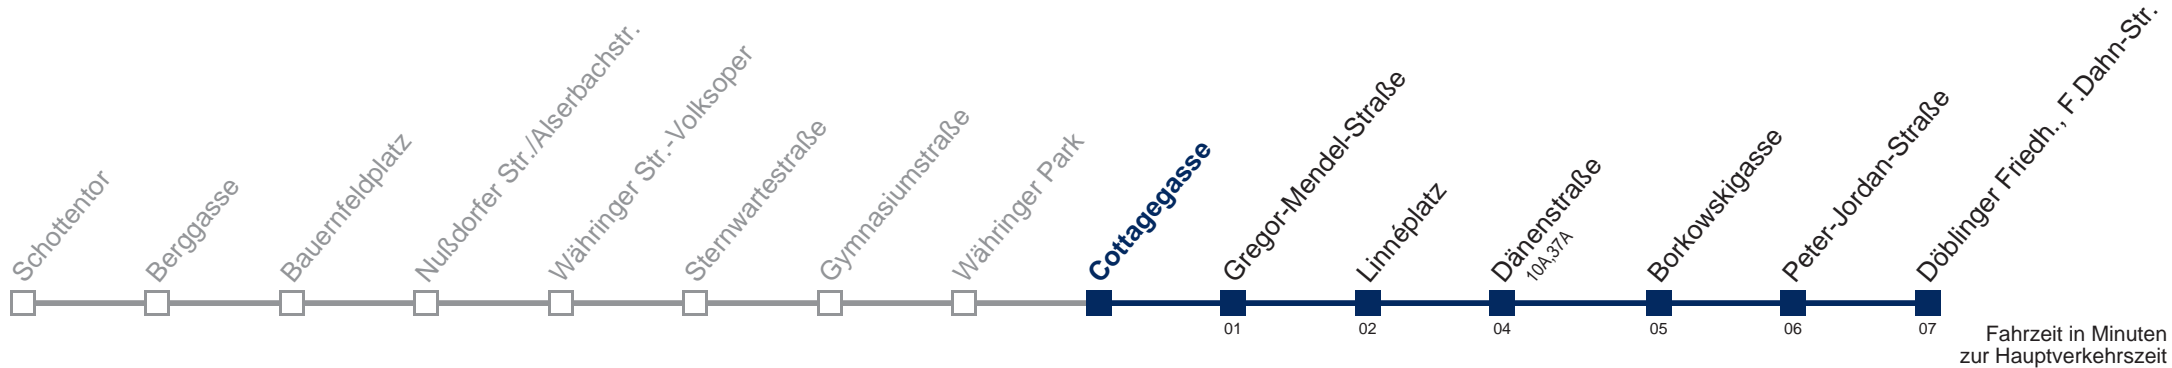 Schottentor
Berggasse
Bauernfeldplatz
Nußdorfer Str./Alserbachstr.
Währinger Str.-Volksoper
Sternwartestraße
Gymnasiumstraße
Währinger Park
Cottagegasse
Gregor-Mendel-Straße
Linnéplatz
Dänenstraße
10A,37A
Borkowskigasse
Peter-Jordan-Straße
Döblinger Friedh., F.Dahn-Str.
01 02 04 05 06 07
Fahrzeit in Minuten
zur Hauptverkehrszeit